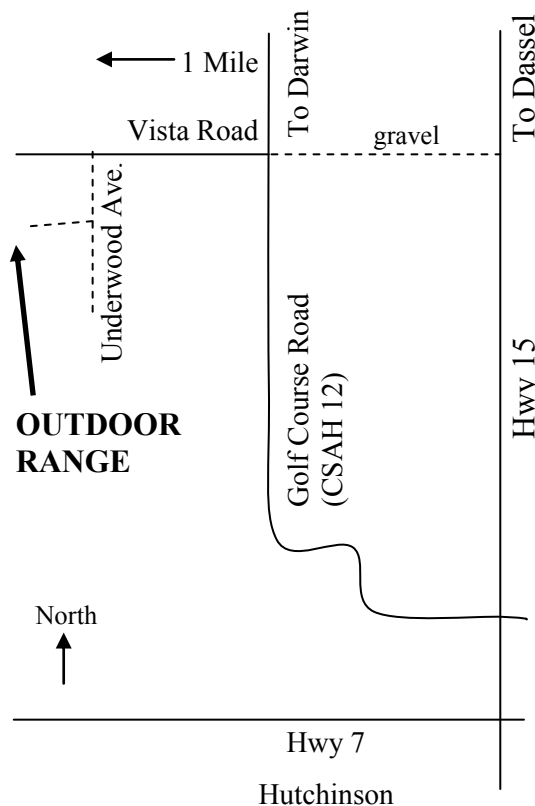 1 Mile
To Darwin
To Dassel
Vista Road
gravel
Underwood Ave.
OUTDOOR
RANGE
Golf Course Road
(CSAH 12)
Hwy 15
North
Hwy 7
Hutchinson